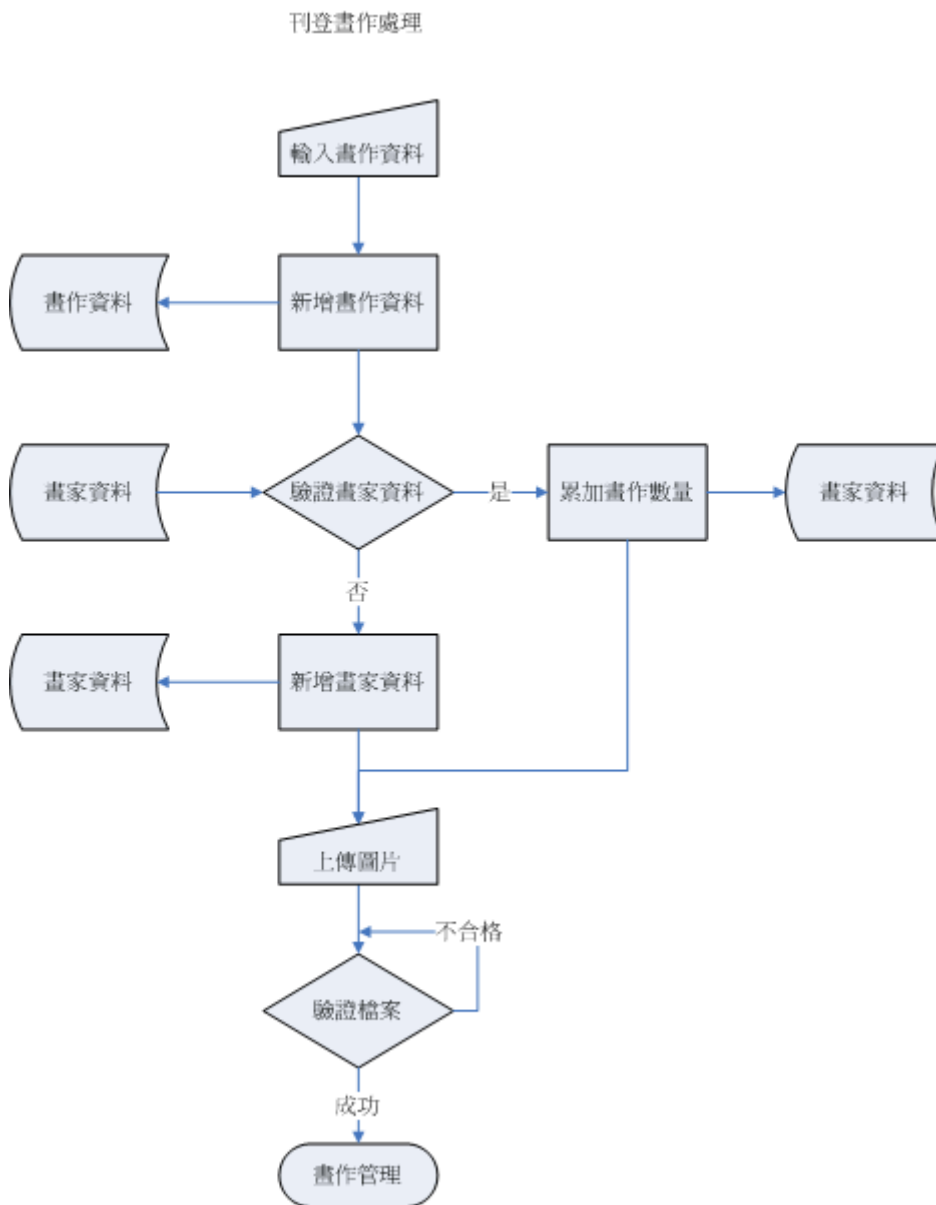 刊登畫作處理
輸入畫作資料
畫作資料
新增畫作資料
畫家資料
驗證畫家資料
是
累加畫作數量
畫家資料
否
畫家資料
新增畫家資料
上傳圖片
不合格
驗證檔案
成功
畫作管理